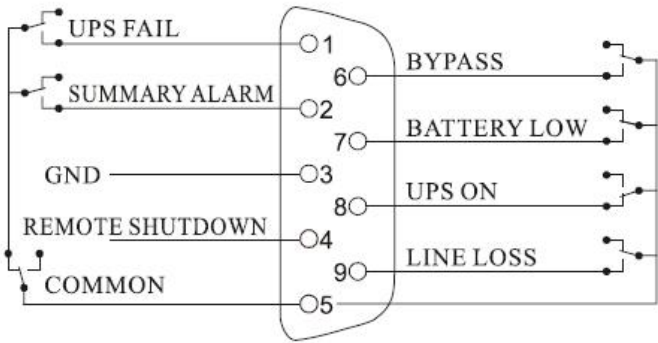 UPS FAIL
1
6
BYPASS
SUMMARY ALARM
2
7
BATTERY LOW
GND
3
8
UPS ON
REMOTE SHUTDOWN
4
9
LINE LOSS
COMMON
5